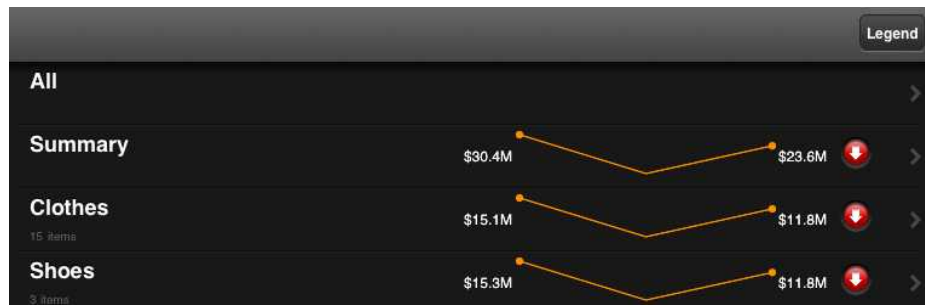 Legend
All
Summary $30.4M $23.6M
Clothes $15.1M $11.8M
15 items
Shoes $15.3M $11.8M
3 items